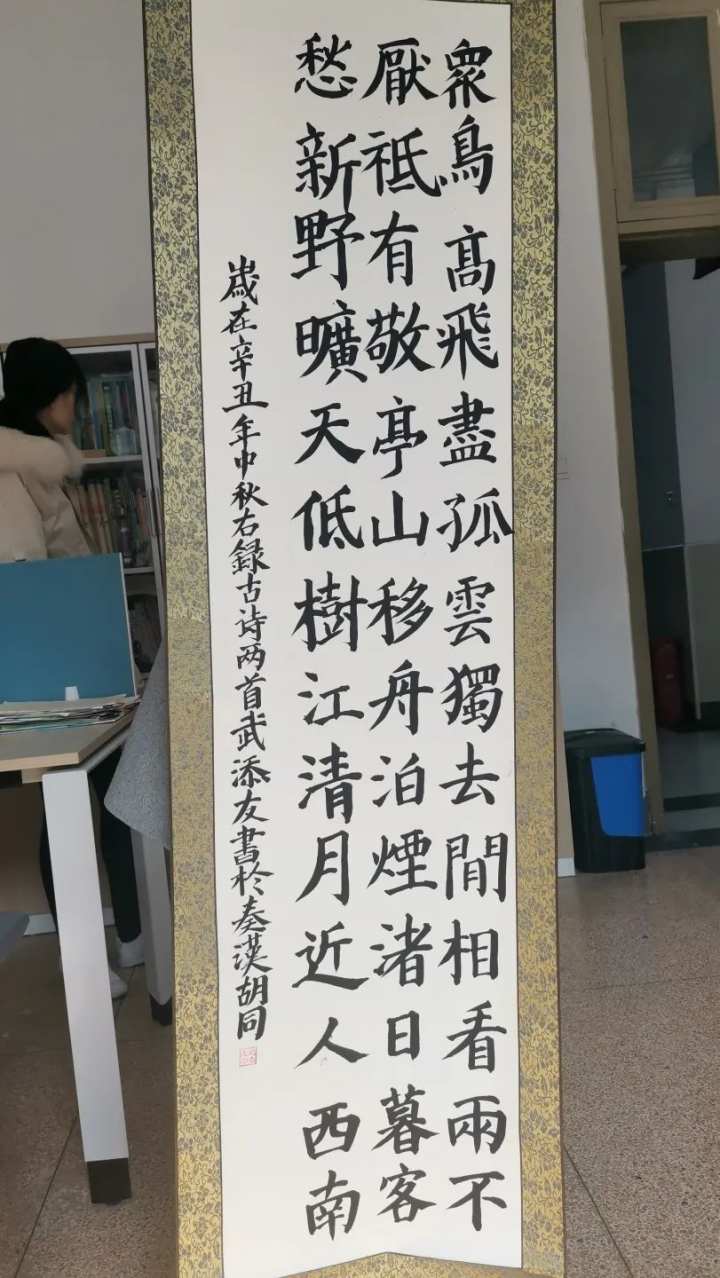 眾鳥髙飛盡孤雲獨去閒相看兩不
厭祗有敬亭山移舟泊煙渚日暮客
愁新野曠天低樹江清月近人西南
歲在辛丑年中秋右録古诗两首武添友書於秦漢胡同